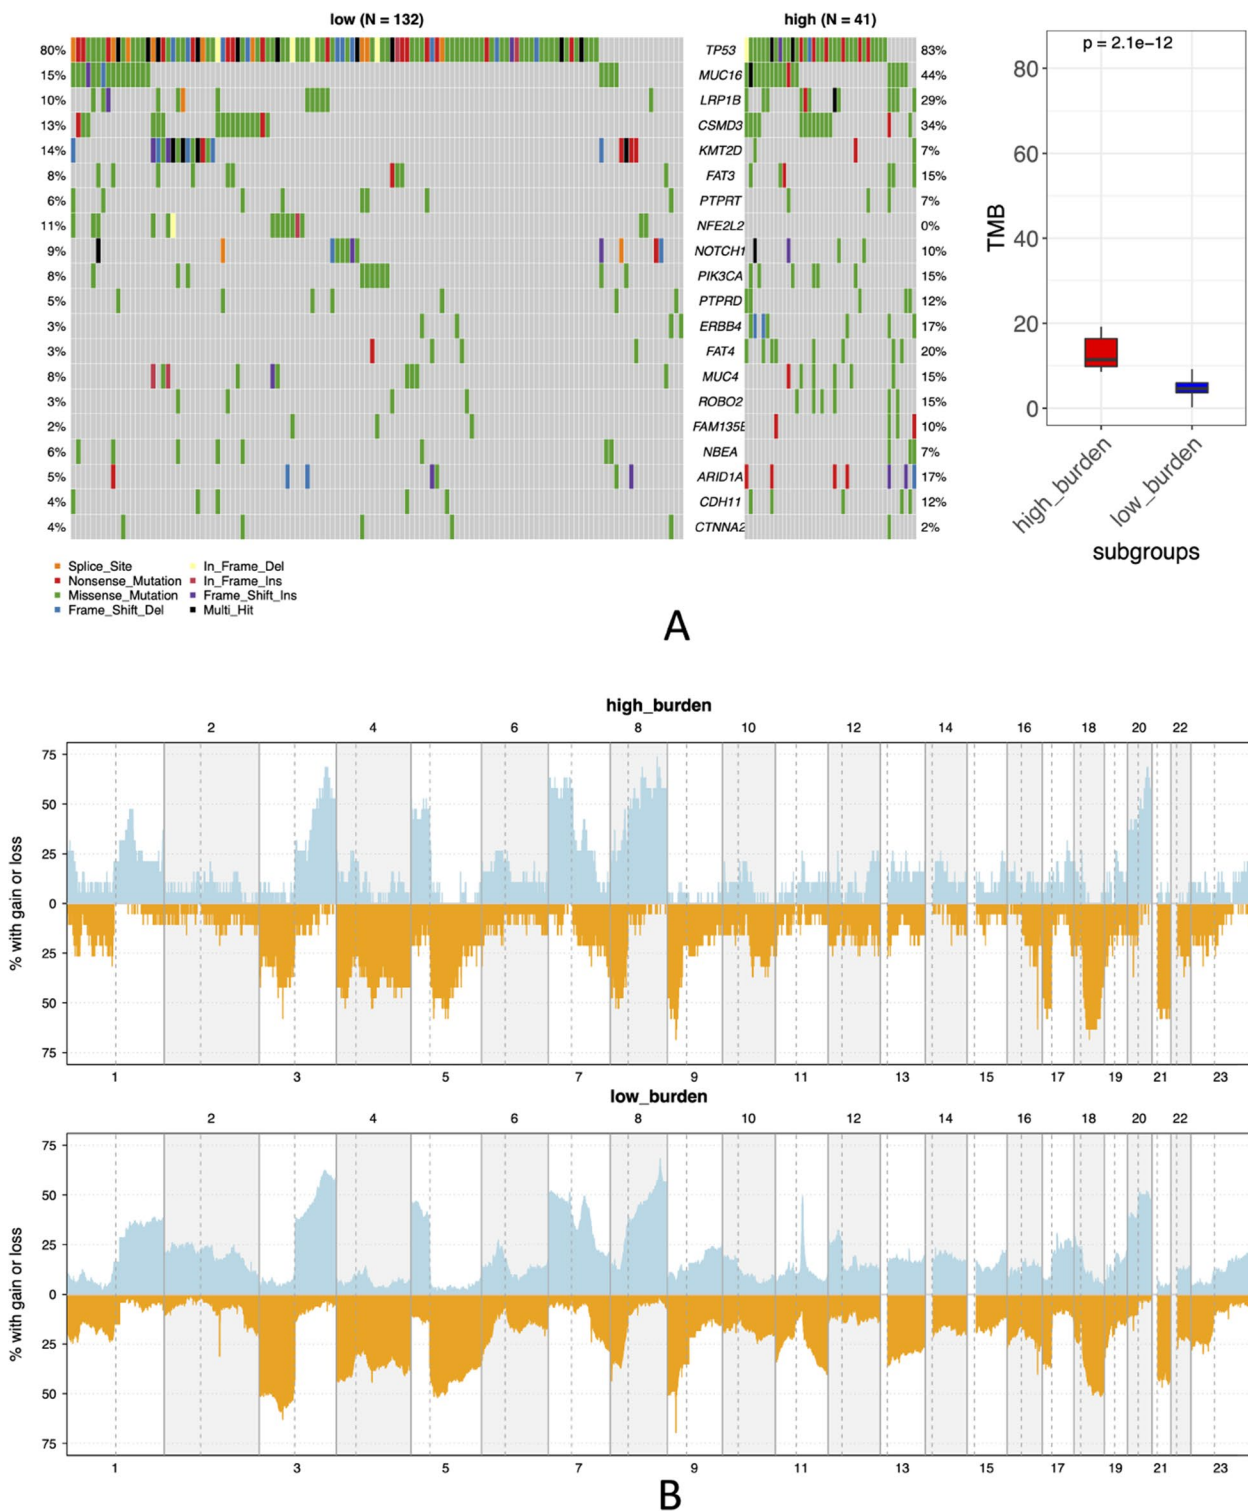 low (N = 132)
high (N = 41)
80% TP53 83%
15% MUC16 44%
10% LRP1B 29%
13% CSMD3 34%
14% KMT2D 7%
8% FAT3 15%
6% PTPRT 7%
11% NFE2L2 0%
9% NOTCH1 10%
8% PIK3CA 15%
5% PTPRD 12%
3% ERBB4 17%
3% FAT4 20%
8% MUC4 15%
3% ROBO2 15%
2% FAM135B 10%
6% NBEA 7%
5% ARID1A 17%
4% CDH11 12%
4% CTNNA2 2%
Splice_Site
Nonsense_Mutation
Missense_Mutation
Frame_Shift_Del
In_Frame_Del
In_Frame_Ins
Frame_Shift_Ins
Multi_Hit
p = 2.1e−12
TMB
80
60
40
20
0
high_burden
low_burden
subgroups
A
high_burden
2 4 6 8 10 12 14 16 18 20 22
% with gain or loss
75
50
25
0
25
50
75
1 3 5 7 9 11 13 15 17 19 21 23
low_burden
2 4 6 8 10 12 14 16 18 20 22
% with gain or loss
75
50
25
0
25
50
75
1 3 5 7 9 11 13 15 17 19 21 23
B